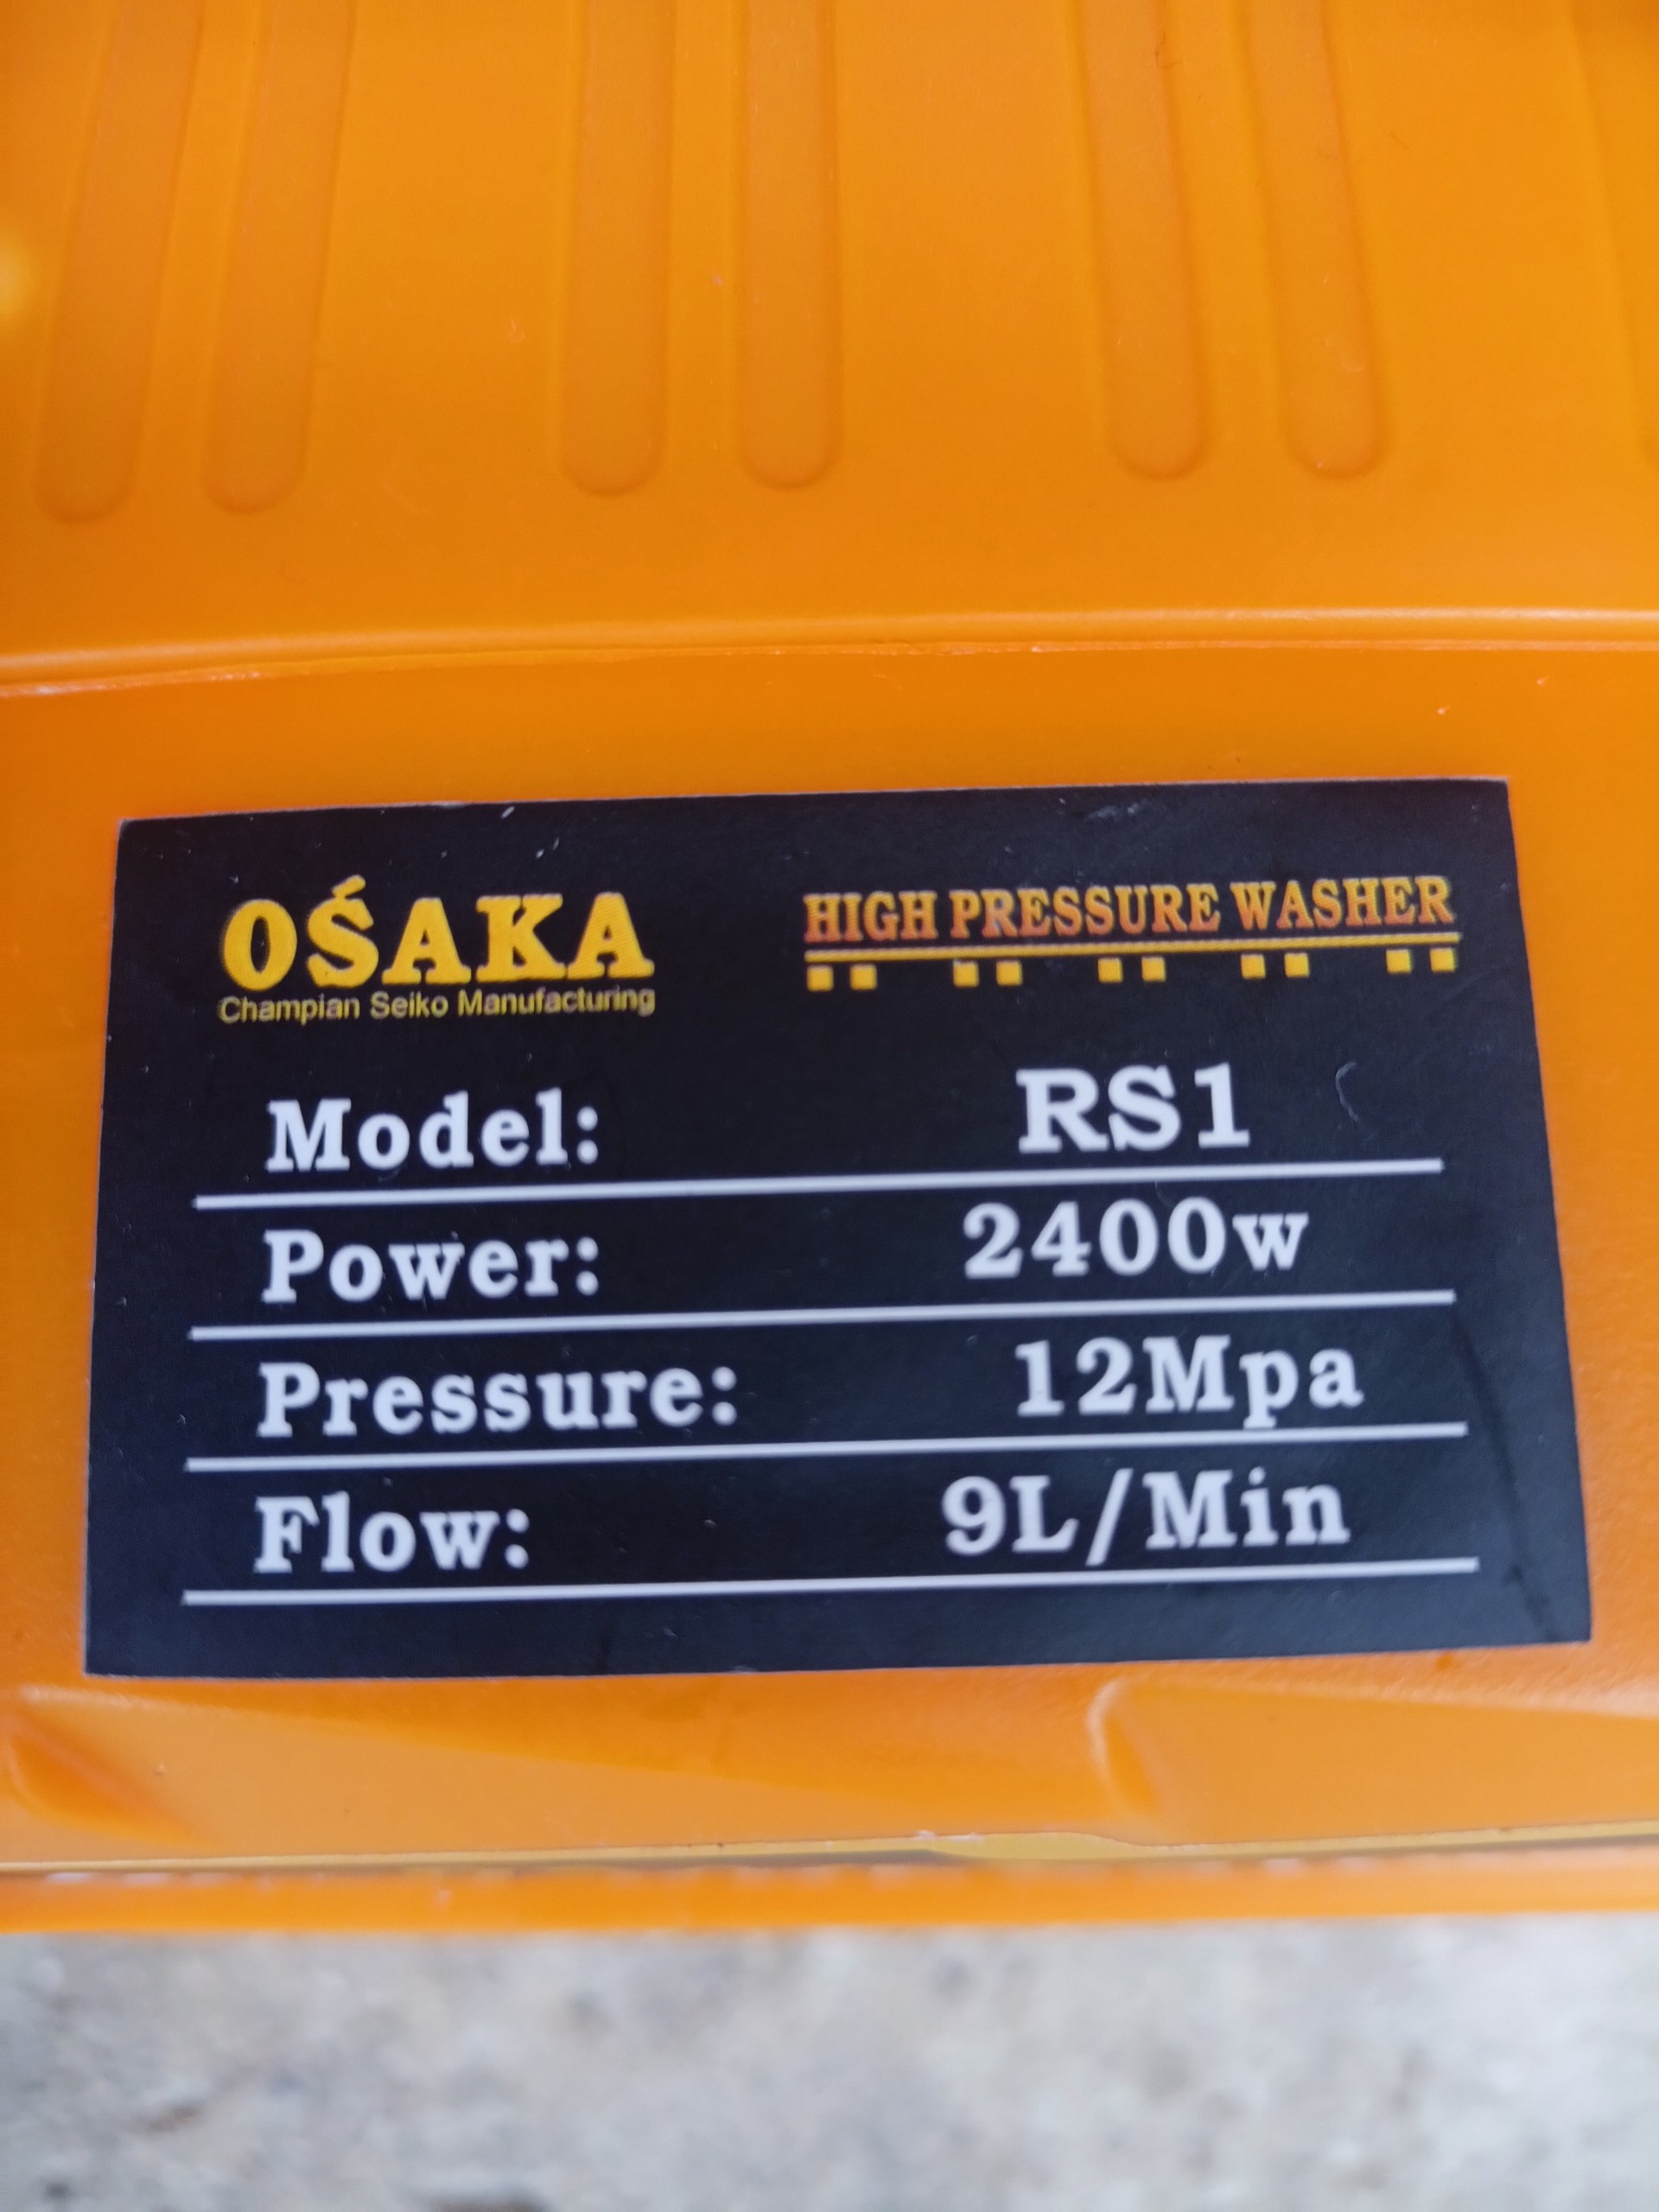 OŚAKA
Champian Seiko Manufacturing
HIGH PRESSURE WASHER
Model: RS1
Power: 2400w
Pressure: 12Mpa
Flow: 9L/Min